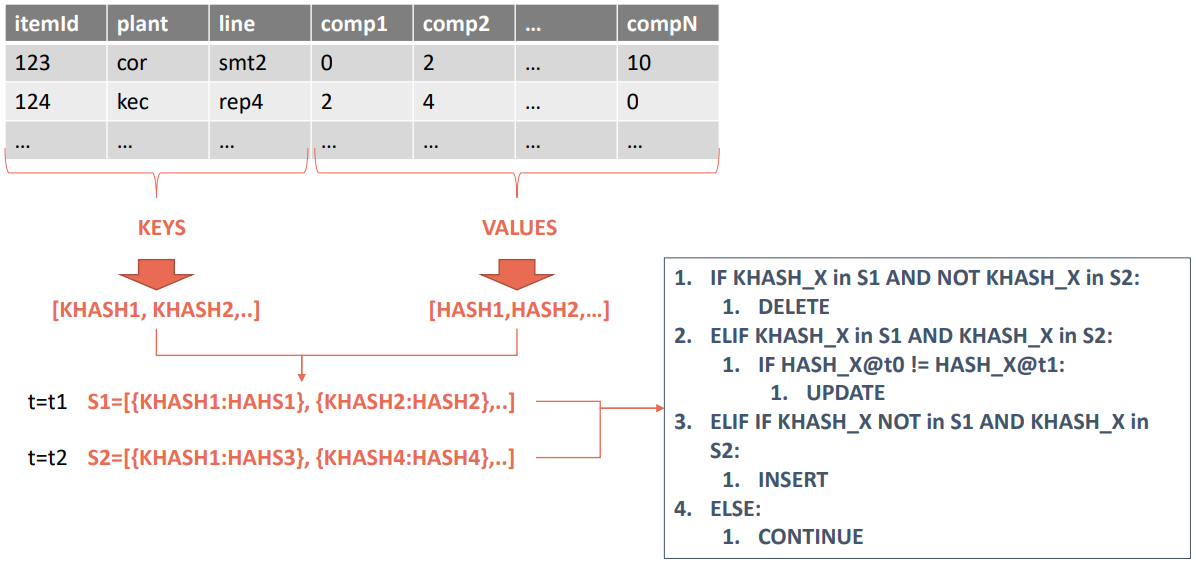 itemId plant line comp1 comp2 ... compN
123 cor smt2 0 2 ... 10
124 kec rep4 2 4 ... 0
... ... ... ... ... ... ...
KEYS VALUES
[KHASH1, KHASH2,..] [HASH1,HASH2,...]
t=t1 S1=[{KHASH1:HAHS1}, {KHASH2:HASH2},..]
t=t2 S2=[{KHASH1:HAHS3}, {KHASH4:HASH4},..]
1. IF KHASH_X in S1 AND NOT KHASH_X in S2:
1. DELETE
2. ELIF KHASH_X in S1 AND KHASH_X in S2:
1. IF HASH_X@t0 != HASH_X@t1:
1. UPDATE
3. ELIF IF KHASH_X NOT in S1 AND KHASH_X in
S2:
1. INSERT
4. ELSE:
1. CONTINUE